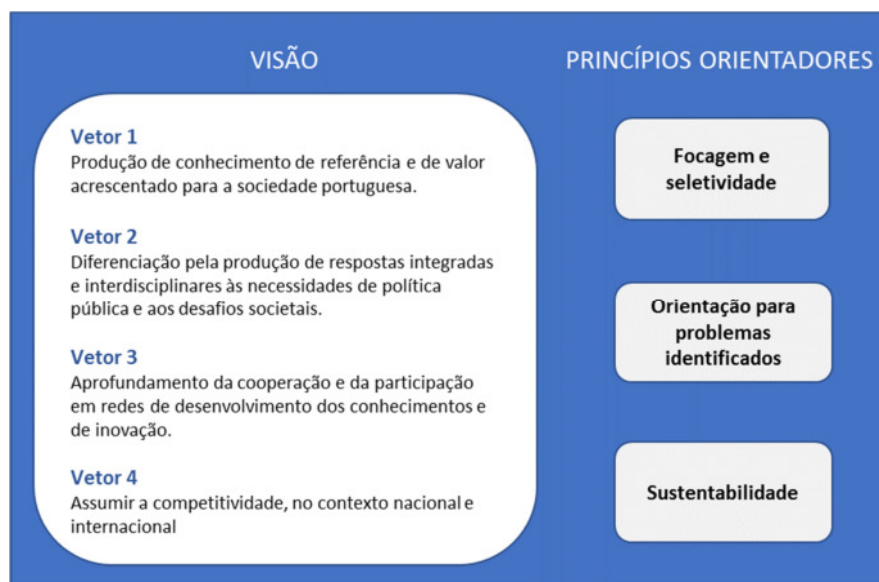 VISÃO
Vetor 1
Produção de conhecimento de referência e de valor
acrescentado para a sociedade portuguesa.
Vetor 2
Diferenciação pela produção de respostas integradas
e interdisciplinares às necessidades de política
pública e aos desafios societais.
Vetor 3
Aprofundamento da cooperação e da participação
em redes de desenvolvimento dos conhecimentos e
de inovação.
Vetor 4
Assumir a competitividade, no contexto nacional e
internacional
PRINCÍPIOS ORIENTADORES
Focagem e
seletividade
Orientação para
problemas
identificados
Sustentabilidade